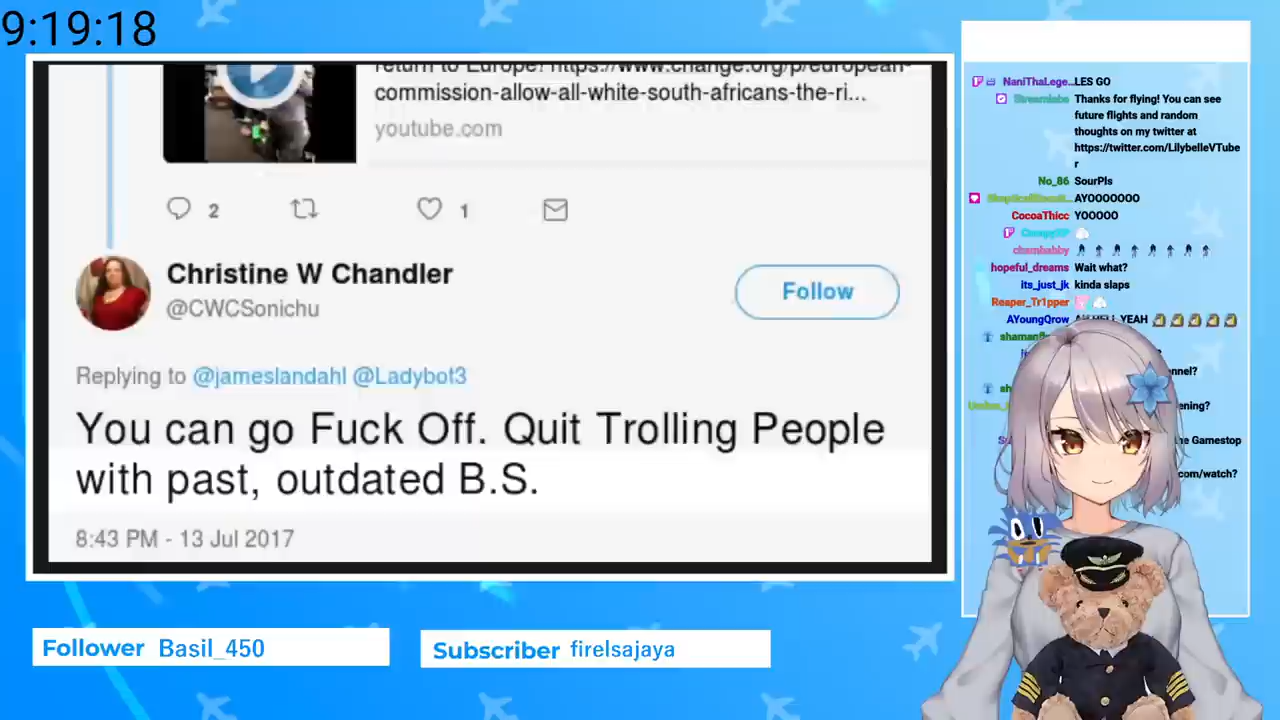 9:19:18
return to Europe! https://www.change.org/p/european-
commission-allow-all-white-south-africans-the-ri...
youtube.com
2
1
Christine W Chandler
@CWCSonichu
Follow
Replying to @jameslandahl @Ladybot3
You can go Fuck Off. Quit Trolling People
with past, outdated B.S.
8:43 PM - 13 Jul 2017
Follower Basil_450
Subscriber firelsajaya
NaniThaLege... LES GO
Streamlabs Thanks for flying! You can see
future flights and random
thoughts on my twitter at
https://twitter.com/LilybelleVTube
r
No_86 SourPls
AYOOOOOO
CocoaThicc YOOOOO
hopeful_dreams Wait what?
its_just_jk kinda slaps
Reaper_Tr1pper
AYoungQrow YEAH
Gamestop
com/watch?